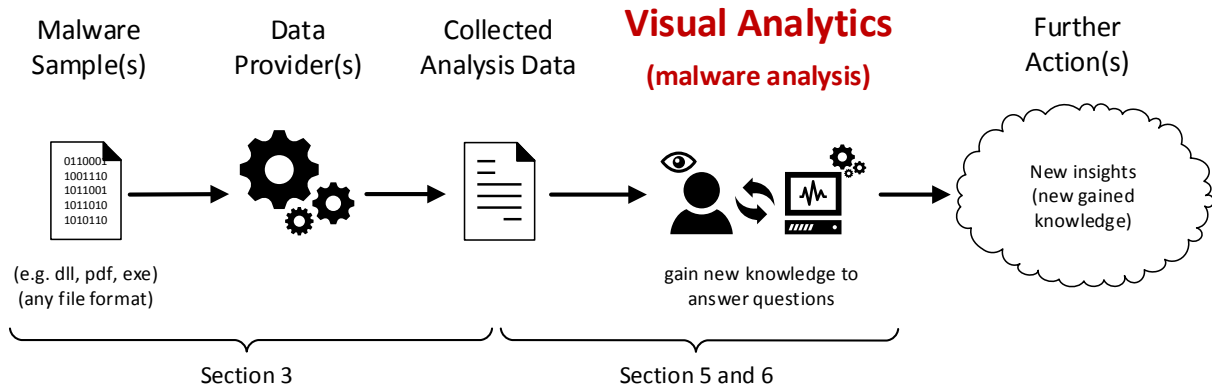 Malware
Sample(s)
Data
Provider(s)
Collected
Analysis Data
Visual Analytics
(malware analysis)
Further
Action(s)
0110001
1001110
1011001
1011010
1010110
New insights
(new gained
knowledge)
(e.g. dll, pdf, exe)
(any file format)
gain new knowledge to
answer questions
Section 3
Section 5 and 6